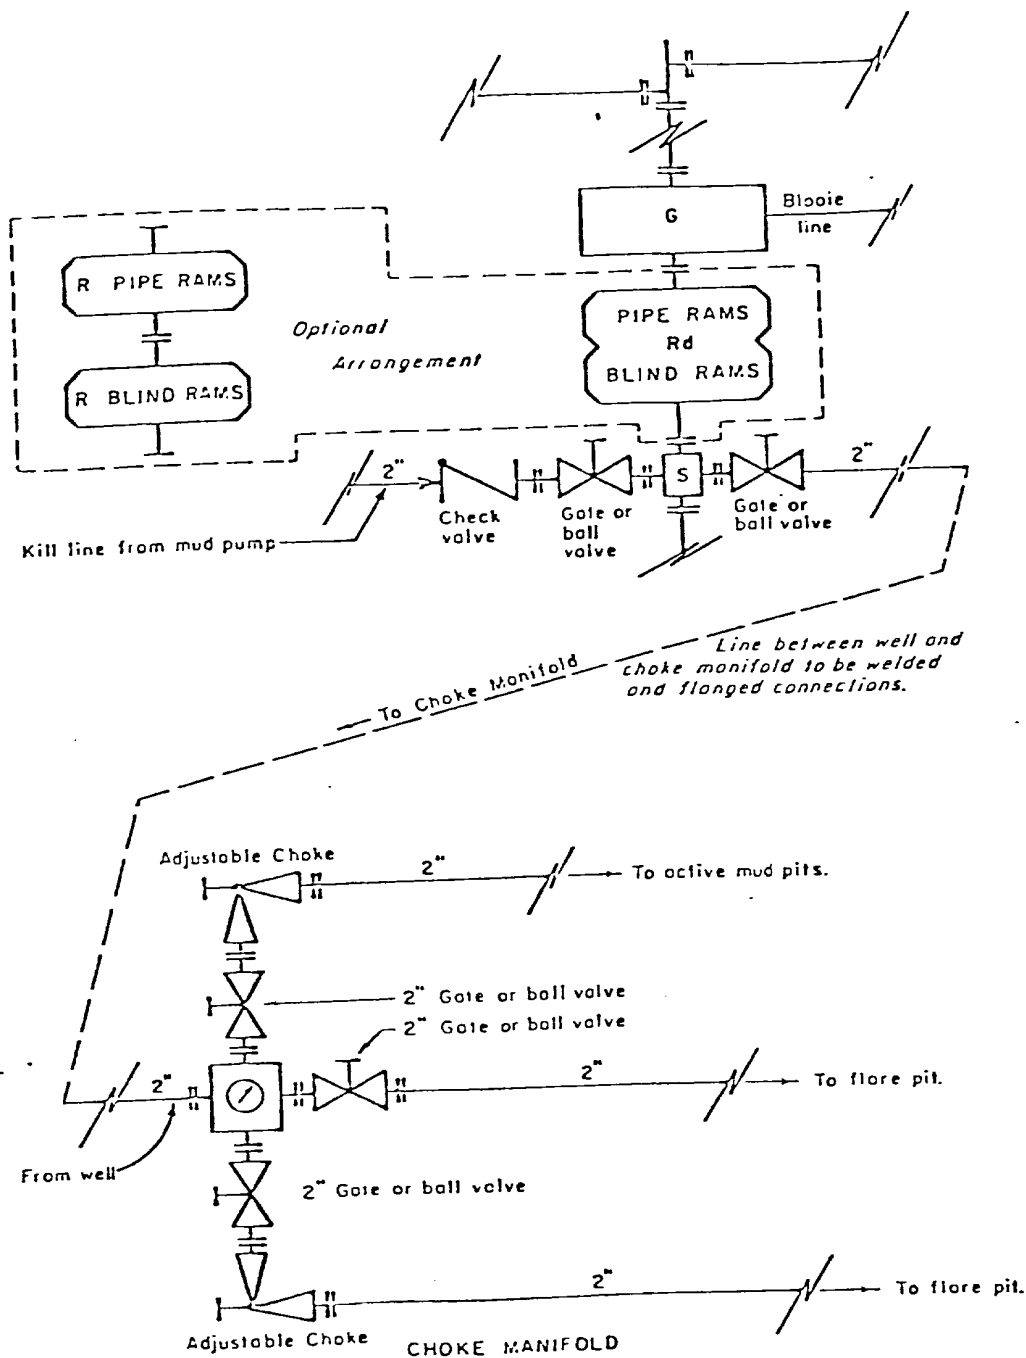 G
Blooie
line
R PIPE RAMS
Optional
Arrangement
PIPE RAMS
Rd
BLIND RAMS
R BLIND RAMS
2"
S
2"
Check
valve
Gate or
ball
valve
Gate or
ball valve
Kill line from mud pump
Line between well and
choke manifold to be welded
and flanged connections.
To Choke Manifold
Adjustable Choke
2"
To active mud pits.
2" Gate or ball valve
2" Gate or ball valve
2"
2"
To flare pit.
From well
2" Gate or ball valve
2"
To flare pit.
Adjustable Choke
CHOKE MANIFOLD